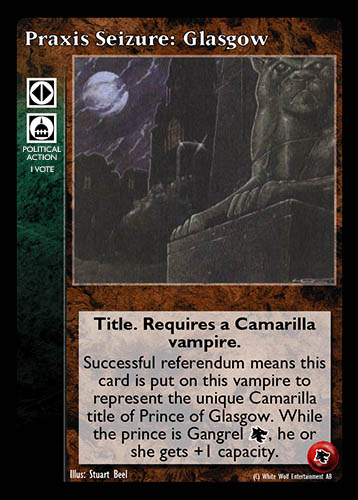 Praxis Seizure: Glasgow
POLITICAL
ACTION
1 VOTE
Title. Requires a Camarilla
vampire.
Successful referendum means this
card is put on this vampire to
represent the unique Camarilla
title of Prince of Glasgow. While
the prince is Gangrel , he or
she gets +1 capacity.
Illus: Stuart Beel
(C) White Wolf Entertainment AB